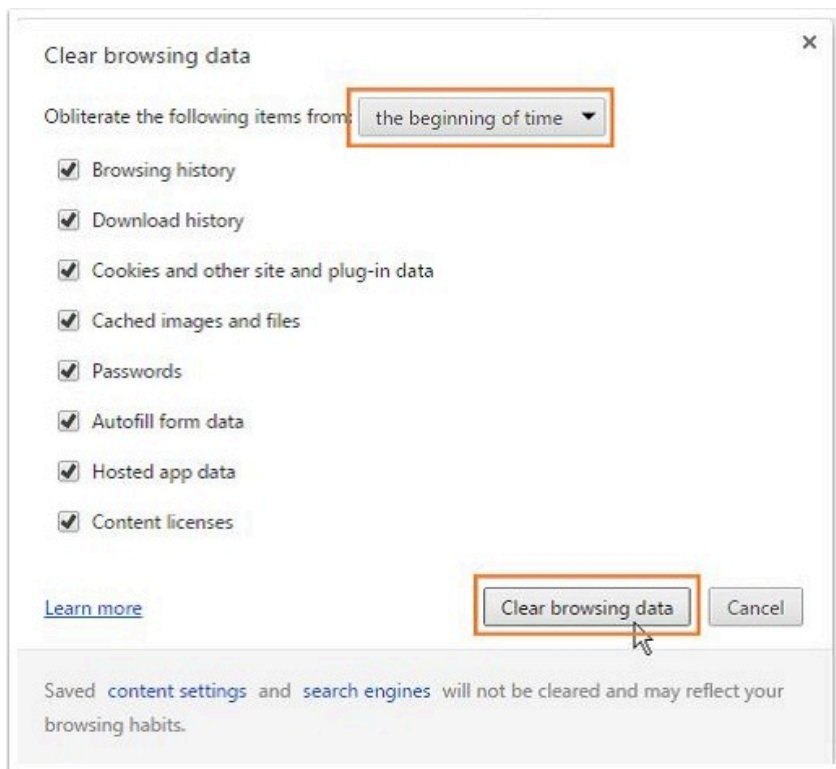 Clear browsing data
Obliterate the following items from: the beginning of time
Browsing history
Download history
Cookies and other site and plug-in data
Cached images and files
Passwords
Autofill form data
Hosted app data
Content licenses
Learn more Clear browsing data Cancel
Saved content settings and search engines will not be cleared and may reflect your
browsing habits.